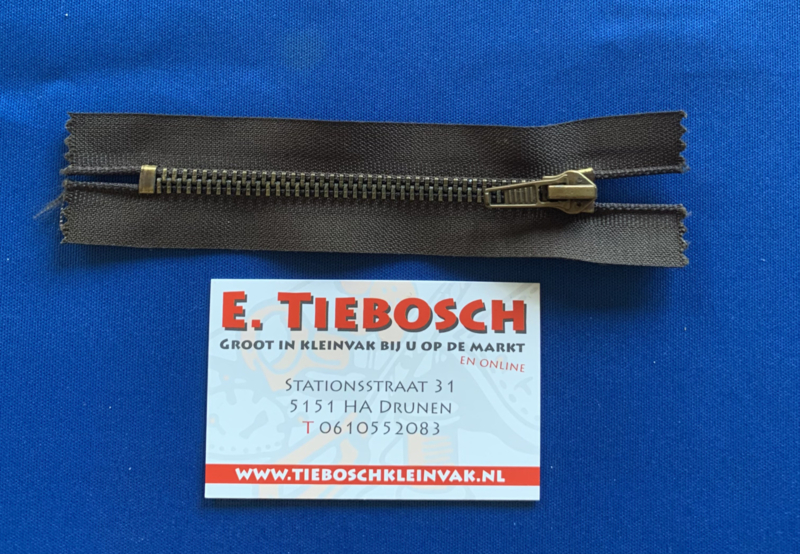 E. TIEBOSCH
GROOT IN KLEINVAK BIJ U OP DE MARKT
EN ONLINE
STATIONSSTRAAT 31
5151 HA DRUNEN
T 0610552083
WWW.TIEBOSCHKLEINVAK.NL